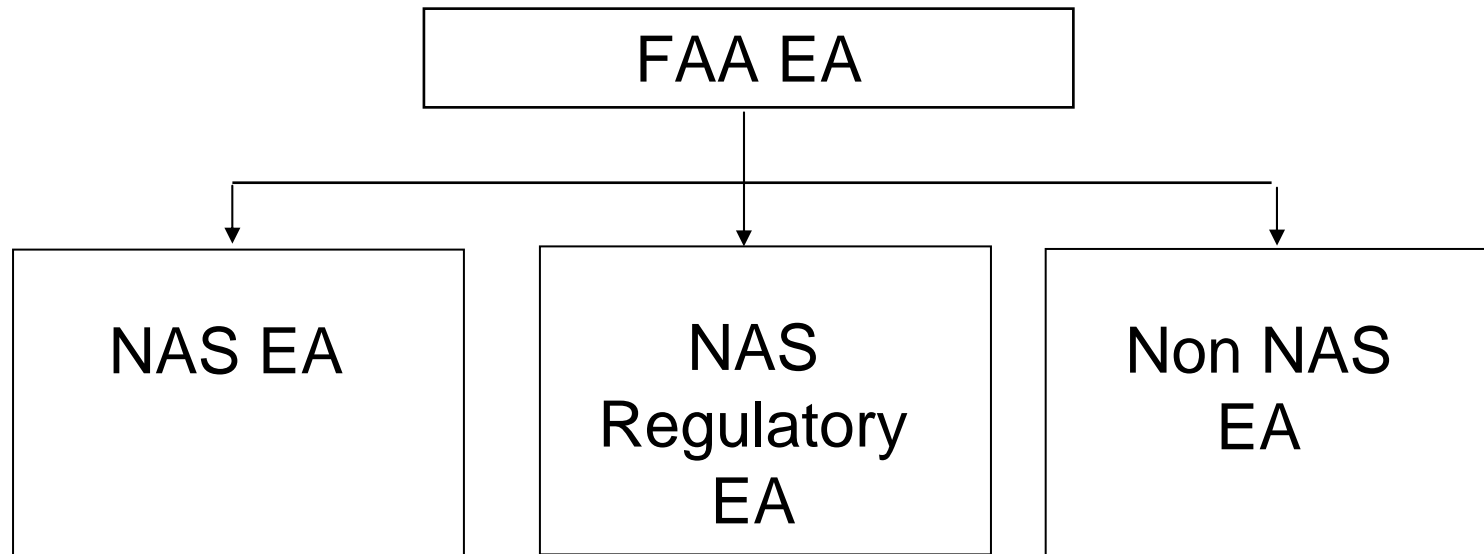 FAA EA
NAS EA
NAS
Regulatory
EA
Non NAS
EA